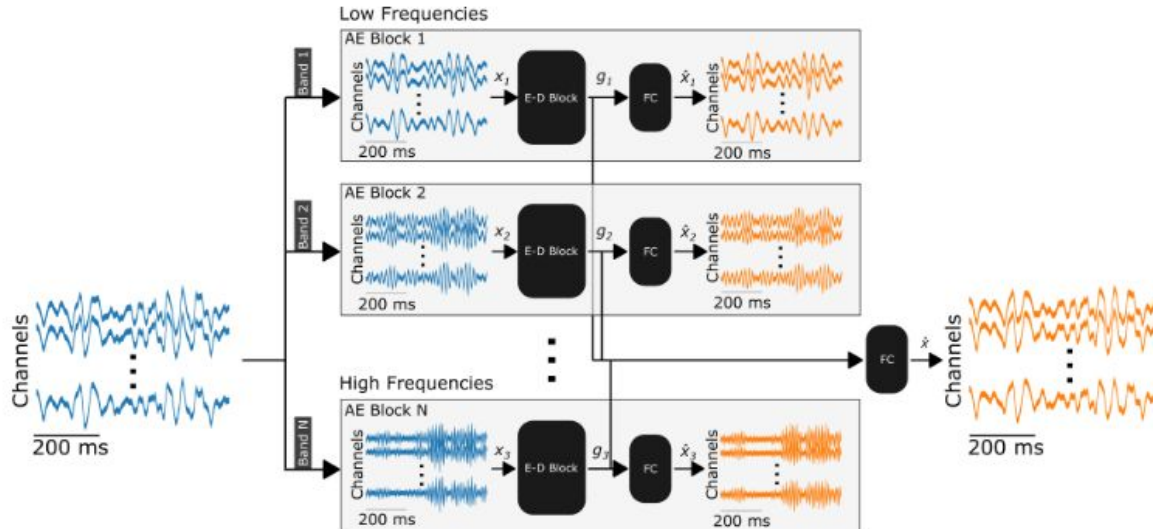 Low Frequencies
AE Block 1
Band 1
Channels
200 ms
x₁
E-D Block
g₁
FC
x̂₁
Channels
200 ms
AE Block 2
Band 2
Channels
200 ms
x₂
E-D Block
g₂
FC
x̂₂
Channels
200 ms
Channels
200 ms
High Frequencies
AE Block N
Band N
Channels
200 ms
x₃
E-D Block
g₃
FC
x̂₃
Channels
200 ms
FC
x̂
Channels
200 ms